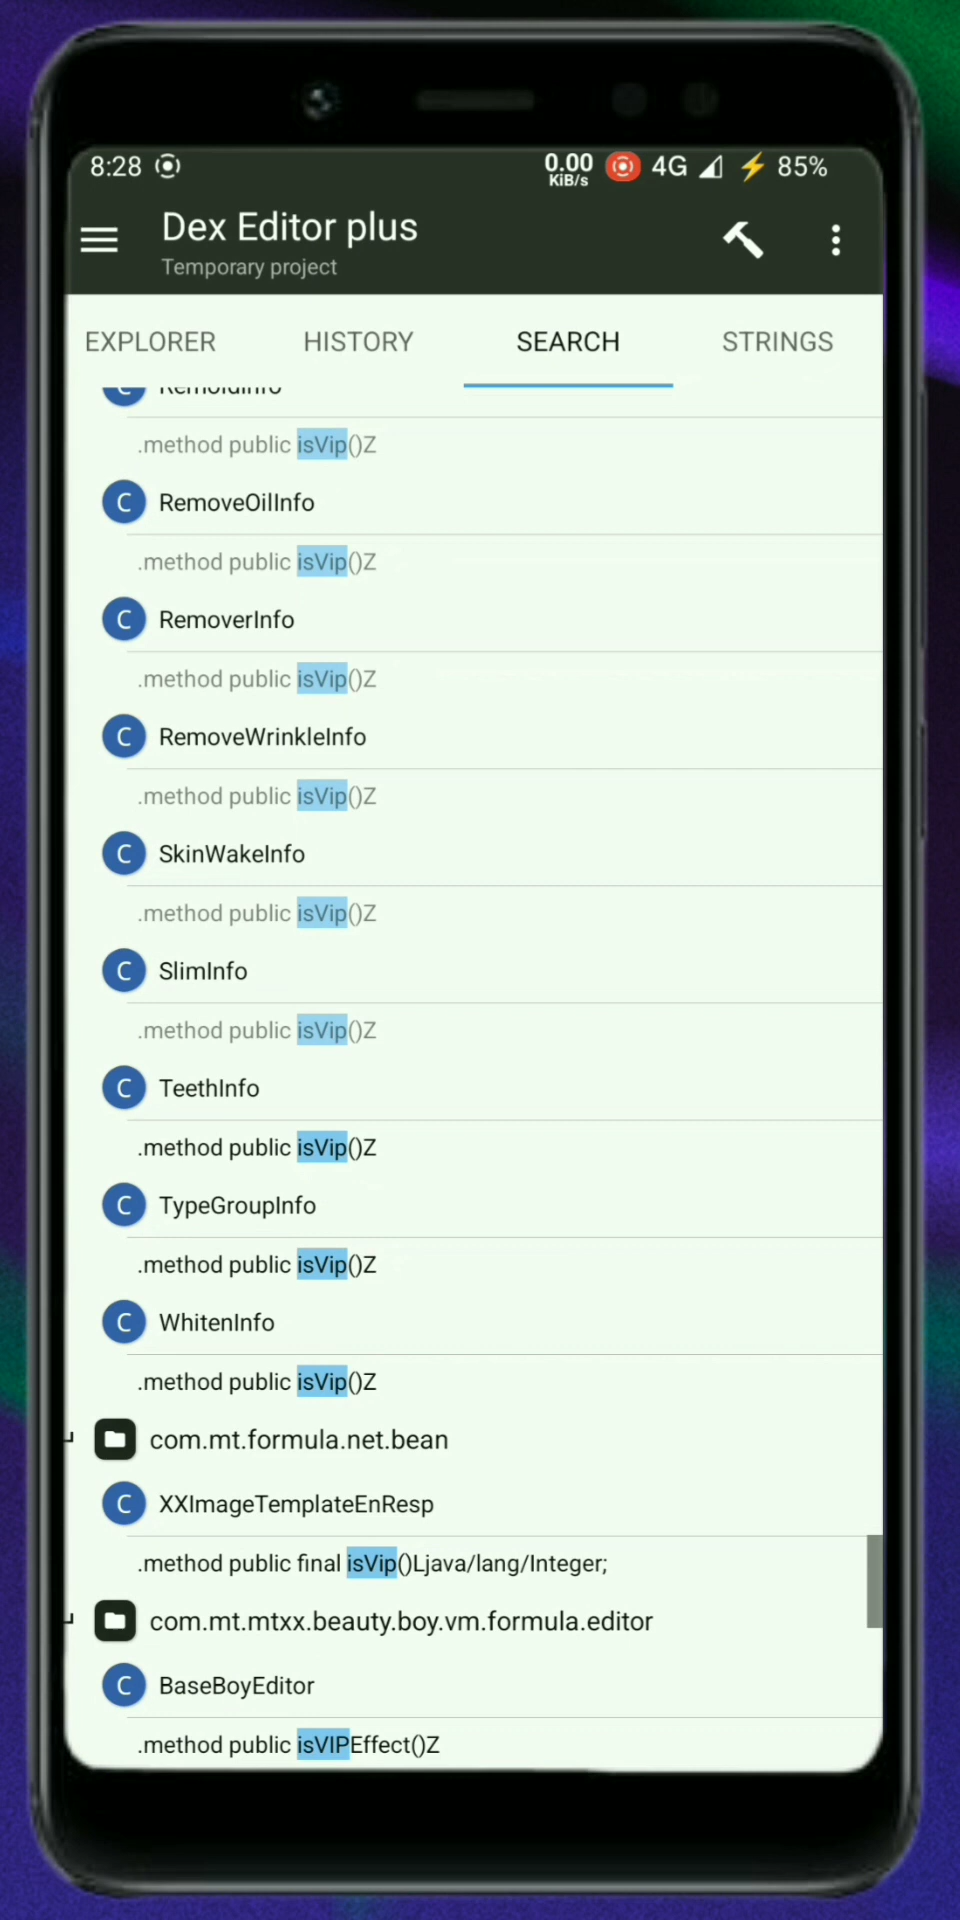 8:28
0.00
KiB/s
4G
85%
Dex Editor plus
Temporary project
EXPLORER
HISTORY
SEARCH
STRINGS
.method public isVip()Z
C RemoveOilInfo
.method public isVip()Z
C RemoverInfo
.method public isVip()Z
C RemoveWrinkleInfo
.method public isVip()Z
C SkinWakeInfo
.method public isVip()Z
C SlimInfo
.method public isVip()Z
C TeethInfo
.method public isVip()Z
C TypeGroupInfo
.method public isVip()Z
C WhitenInfo
.method public isVip()Z
com.mt.formula.net.bean
C XXImageTemplateEnResp
.method public final isVip()Ljava/lang/Integer;
com.mt.mtxx.beauty.boy.vm.formula.editor
C BaseBoyEditor
.method public isVIPEffect()Z